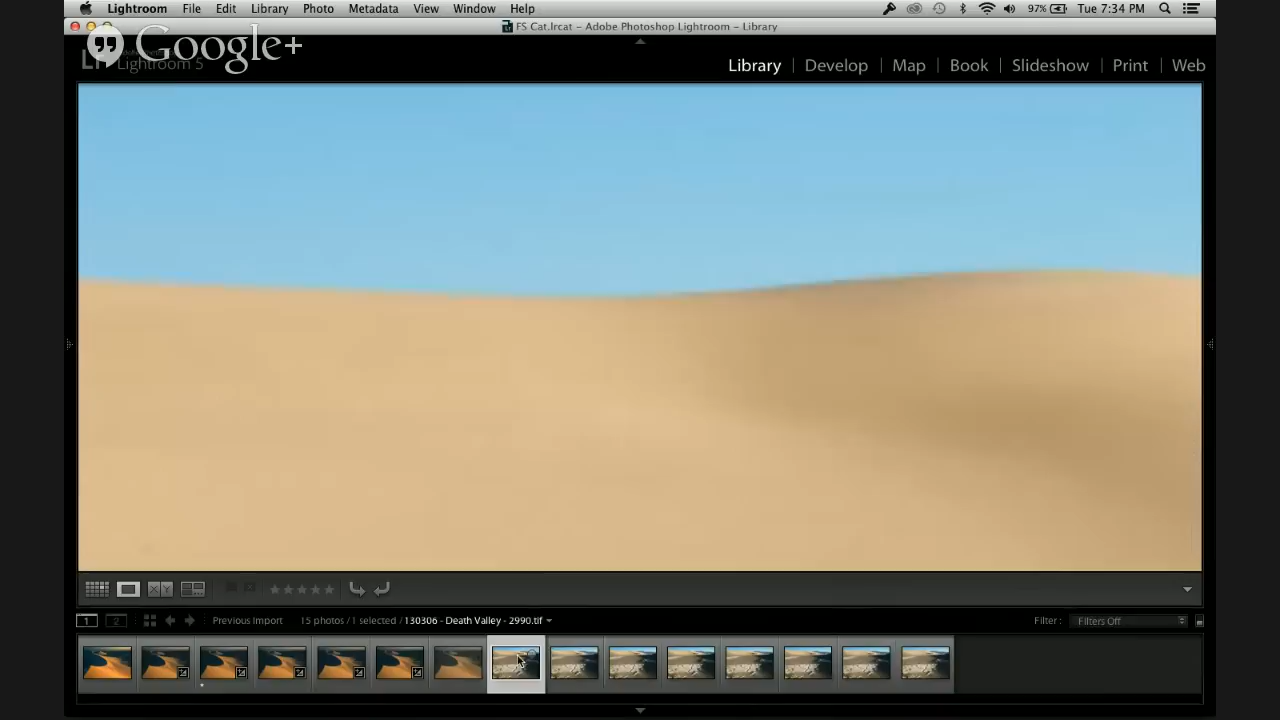 Lightroom File Edit Library Photo Metadata View Window Help 97% Tue 7:34 PM
FS Cat.lrcat – Adobe Photoshop Lightroom – Library
Google+
Lightroom 5
Library | Develop | Map | Book | Slideshow | Print | Web
XY
1 2 Previous Import 15 photos / 1 selected / 130306 - Death Valley - 2990.tif Filter : Filters Off